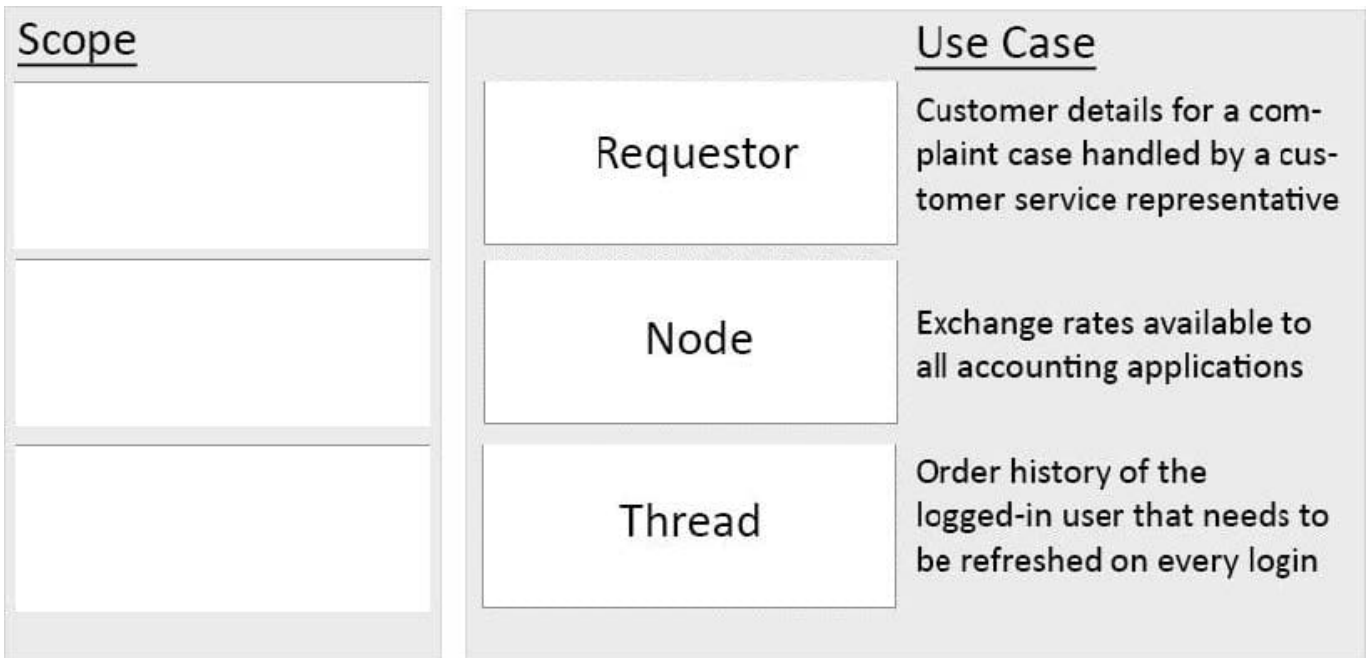 Scope
Use Case
Requestor
Customer details for a com-
plaint case handled by a cus-
tomer service representative
Node
Exchange rates available to
all accounting applications
Thread
Order history of the
logged-in user that needs to
be refreshed on every login